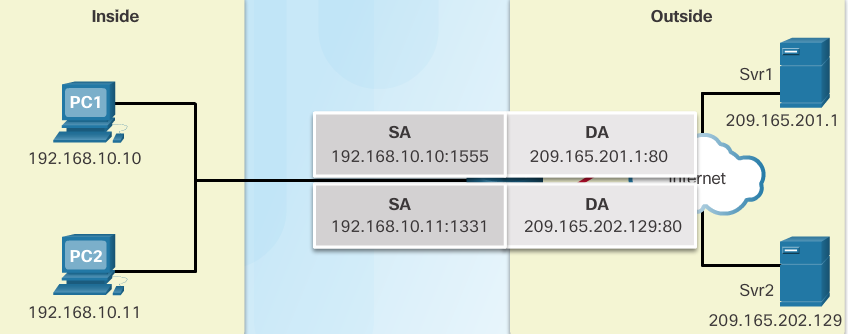 Inside
Outside
PC1
192.168.10.10
Svr1
209.165.201.1
SA
DA
192.168.10.10:1555
209.165.201.1:80
Internet
SA
DA
192.168.10.11:1331
209.165.202.129:80
PC2
192.168.10.11
Svr2
209.165.202.129